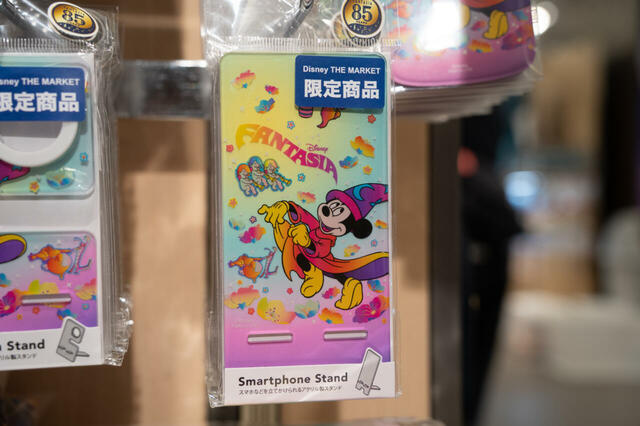 85
85
sney THE MARKET
限定商品
Disney THE MARKET
限定商品
Disney
FANTASIA
Stand
Smartphone Stand
スマホなどを立てかけられるアクリル製スタンド